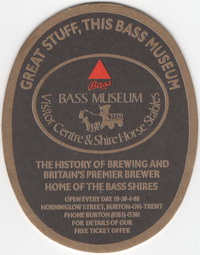 GREAT STUFF, THIS BASS MUSEUM
Bass
BASS MUSEUM
Visitor Centre & Shire Horse Stables
THE HISTORY OF BREWING AND
BRITAIN'S PREMIER BREWER
HOME OF THE BASS SHIRES
OPEN EVERY DAY 10·30-4·00
HORNINGLOW STREET, BURTON-ON-TRENT
PHONE BURTON (0283) 45301
FOR DETAILS OF OUR
FREE TICKET OFFER